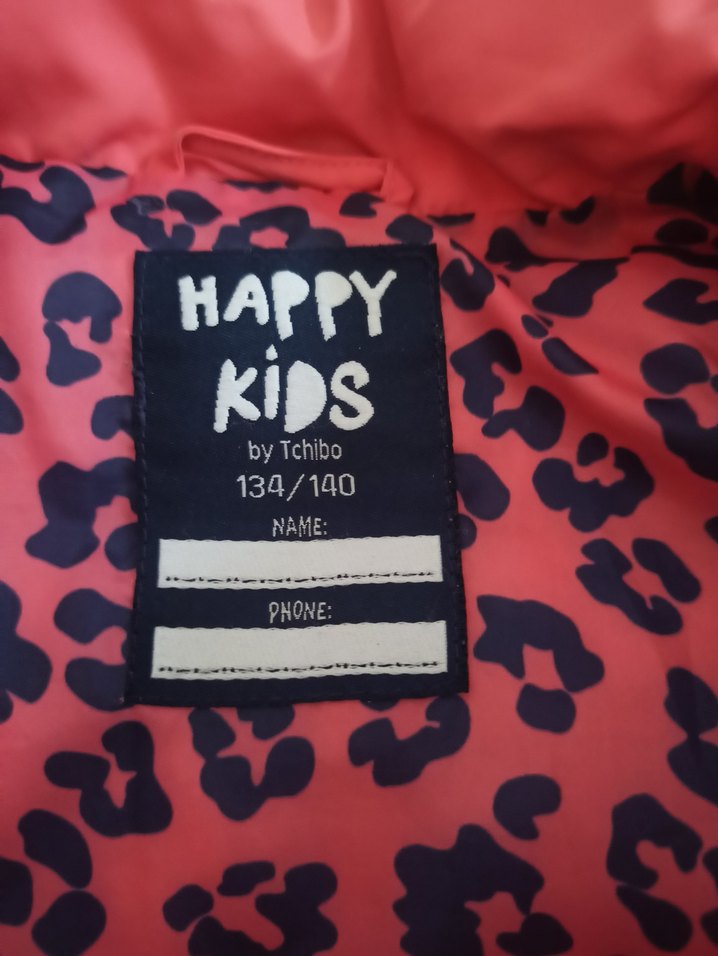 HAPPY
KiDS
by Tchibo
134/140
NAME:
PHONE: